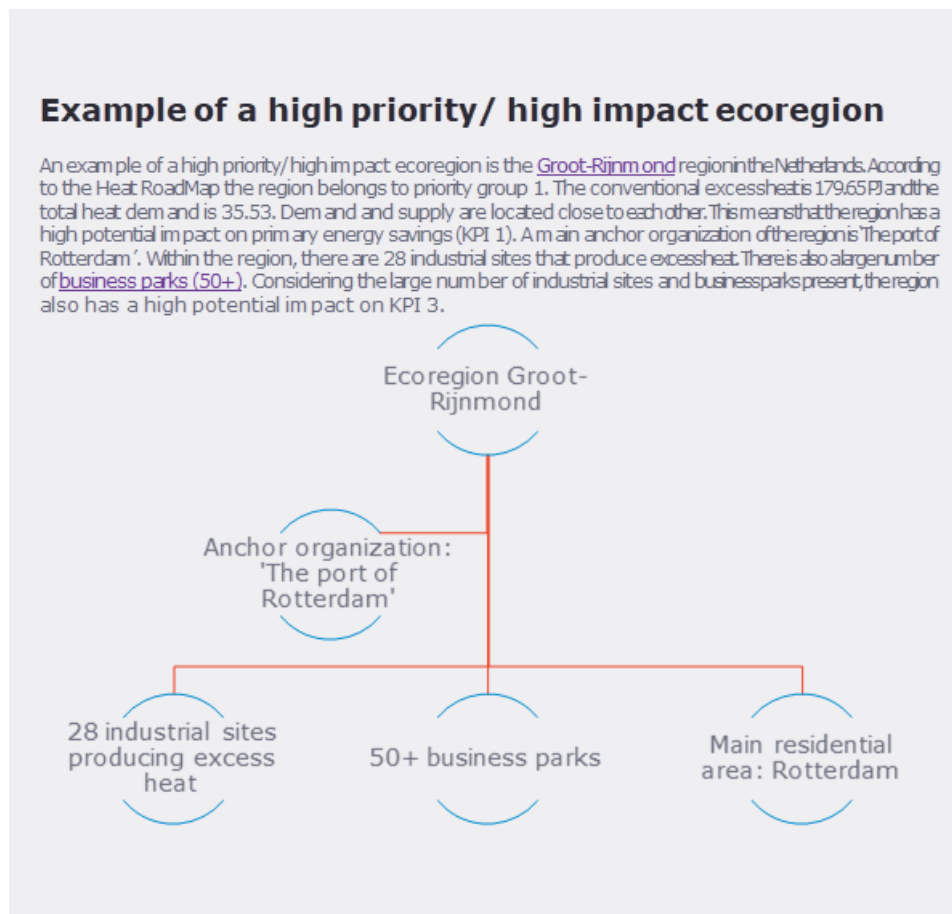 Example of a high priority/ high impact ecoregion
An example of a high priority/ high impact ecoregion is the Groot-Rijnmond region in the Netherlands. According
to the Heat RoadMap the region belongs to priority group 1. The conventional excess heat is 179.65 PJ and the
total heat demand is 35.53. Demand and supply are located close to each other. This means that the region has a
high potential impact on primary energy savings (KPI 1). A main anchor organization of the region is 'The port of
Rotterdam'. Within the region, there are 28 industrial sites that produce excess heat. There is also a large number
of business parks (50+). Considering the large number of industrial sites and business parks present, the region
also has a high potential impact on KPI 3.
Ecoregion Groot-
Rijnmond
Anchor organization:
'The port of
Rotterdam'
28 industrial sites
producing excess
heat
50+ business parks
Main residential
area: Rotterdam